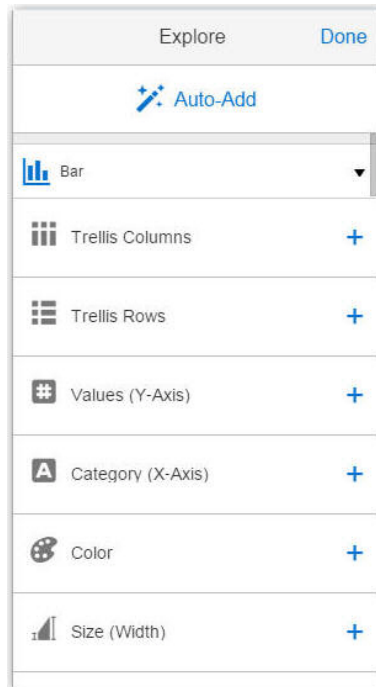 Explore Done
Auto-Add
Bar
Trellis Columns
Trellis Rows
Values (Y-Axis)
Category (X-Axis)
Color
Size (Width)